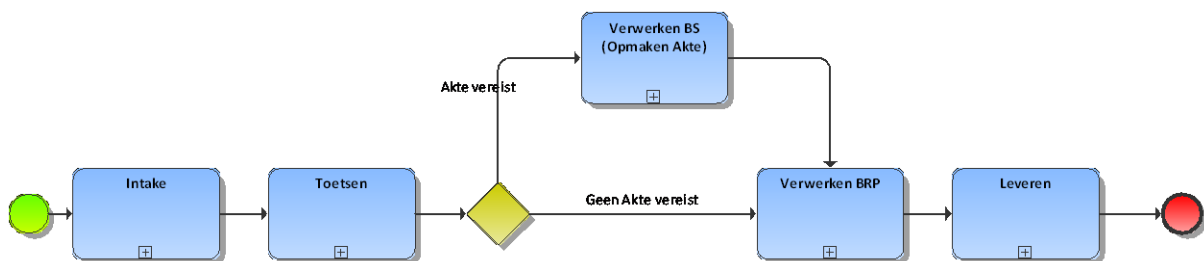 Verwerken BS
(Opmaken Akte)
Akte vereist
Intake
Toetsen
Geen Akte vereist
Verwerken BRP
Leveren